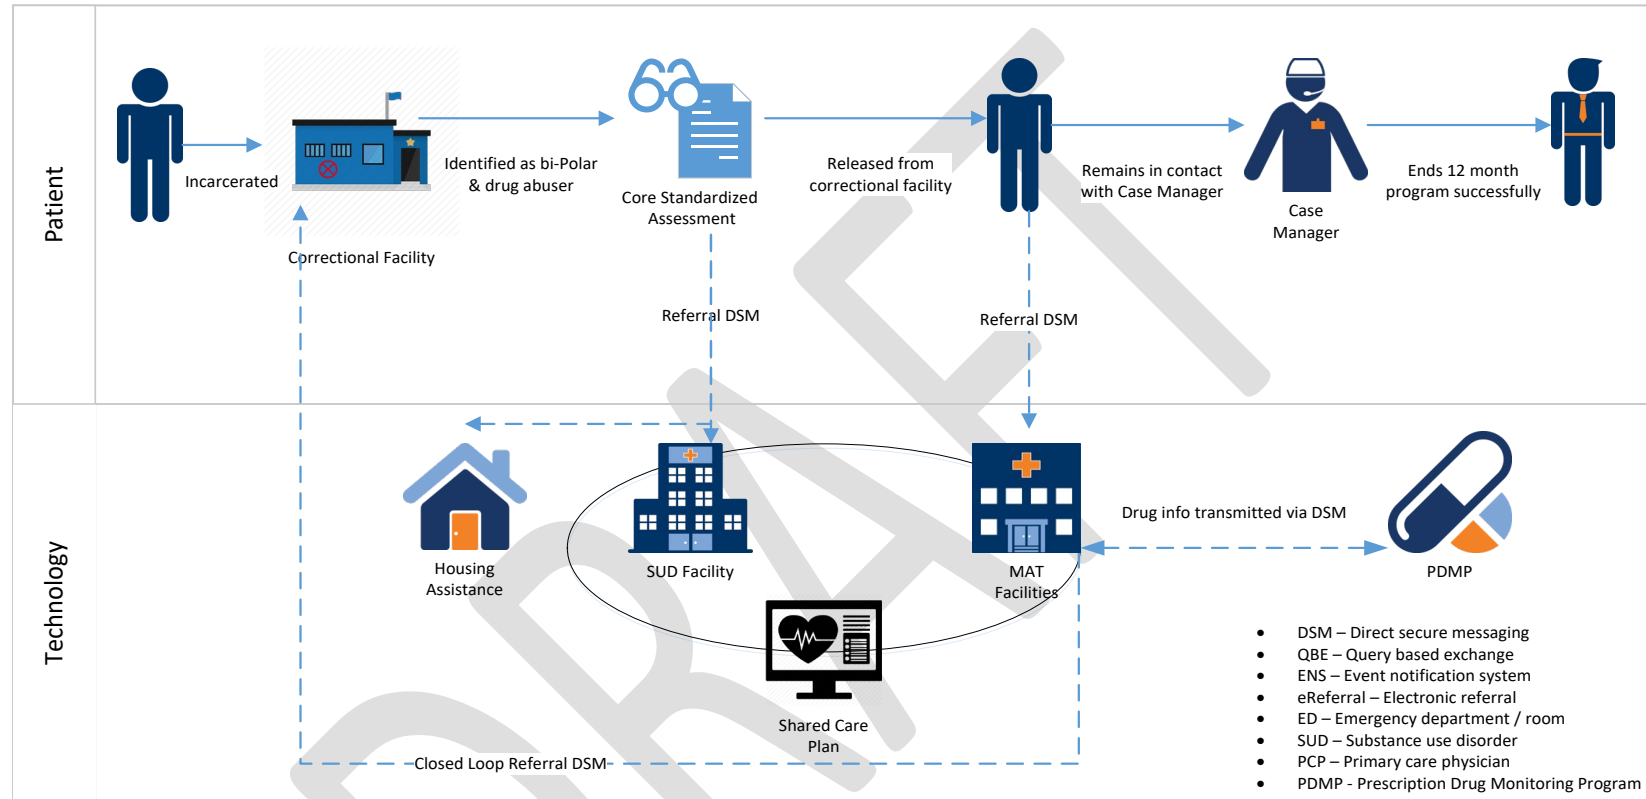 Patient
Incarcerated
Correctional Facility
Identified as bi-Polar
& drug abuser
Core Standardized
Assessment
Released from
correctional facility
Remains in contact
with Case Manager
Case
Manager
Ends 12 month
program successfully
Referral DSM
Referral DSM
Technology
Housing
Assistance
SUD Facility
MAT
Facilities
Drug info transmitted via DSM
PDMP
Shared Care
Plan
Closed Loop Referral DSM
• DSM – Direct secure messaging
• QBE – Query based exchange
• ENS – Event notification system
• eReferral – Electronic referral
• ED – Emergency department / room
• SUD – Substance use disorder
• PCP – Primary care physician
• PDMP - Prescription Drug Monitoring Program
DRAFT